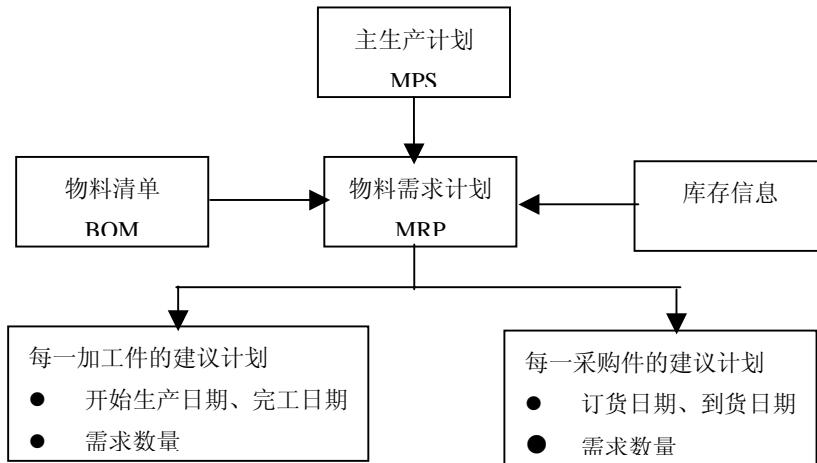 主生产计划
MPS
物料清单
BOM
物料需求计划
MRP
库存信息
每一加工件的建议计划
● 开始生产日期、完工日期
● 需求数量
每一采购件的建议计划
● 订货日期、到货日期
● 需求数量